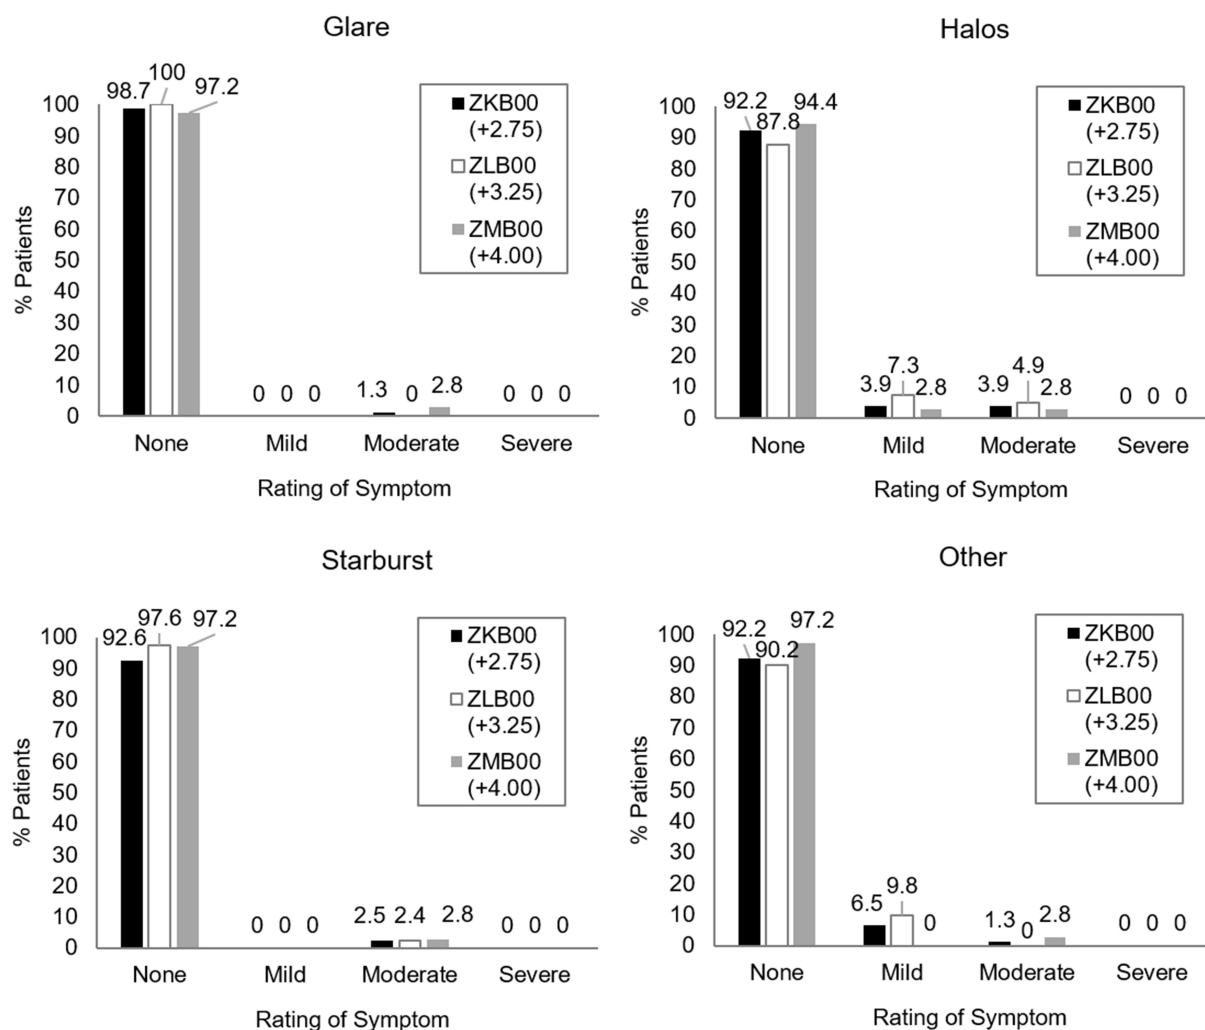 Glare
98.7 100 97.2
100
90
80
70
60
50
40
30
20
10
0
% Patients
ZKB00
(+2.75)
ZLB00
(+3.25)
ZMB00
(+4.00)
0 0 0
1.3 0 2.8
0 0 0
None Mild Moderate Severe
Rating of Symptom
Halos
92.2 87.8 94.4
100
90
80
70
60
50
40
30
20
10
0
% Patients
ZKB00
(+2.75)
ZLB00
(+3.25)
ZMB00
(+4.00)
3.9 7.3 2.8
3.9 4.9 2.8
0 0 0
None Mild Moderate Severe
Rating of Symptom
Starburst
92.6 97.6 97.2
100
90
80
70
60
50
40
30
20
10
0
% Patients
ZKB00
(+2.75)
ZLB00
(+3.25)
ZMB00
(+4.00)
0 0 0
2.5 2.4 2.8
0 0 0
None Mild Moderate Severe
Rating of Symptom
Other
92.2 90.2 97.2
100
90
80
70
60
50
40
30
20
10
0
% Patients
ZKB00
(+2.75)
ZLB00
(+3.25)
ZMB00
(+4.00)
6.5 9.8 0
1.3 0 2.8
0 0 0
None Mild Moderate Severe
Rating of Symptom